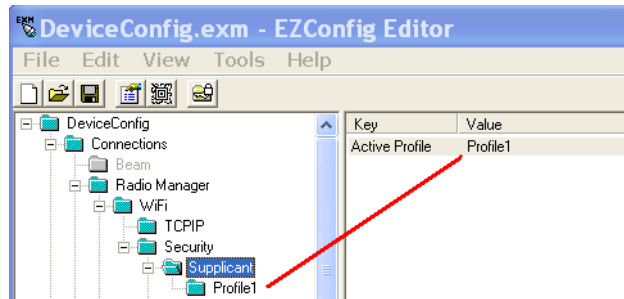 DeviceConfig.exm - EZConfig Editor
File Edit View Tools Help
DeviceConfig
Connections
Beam
Radio Manager
WiFi
TCPIP
Security
Supplicant
Profile1
Key Value
Active Profile Profile1